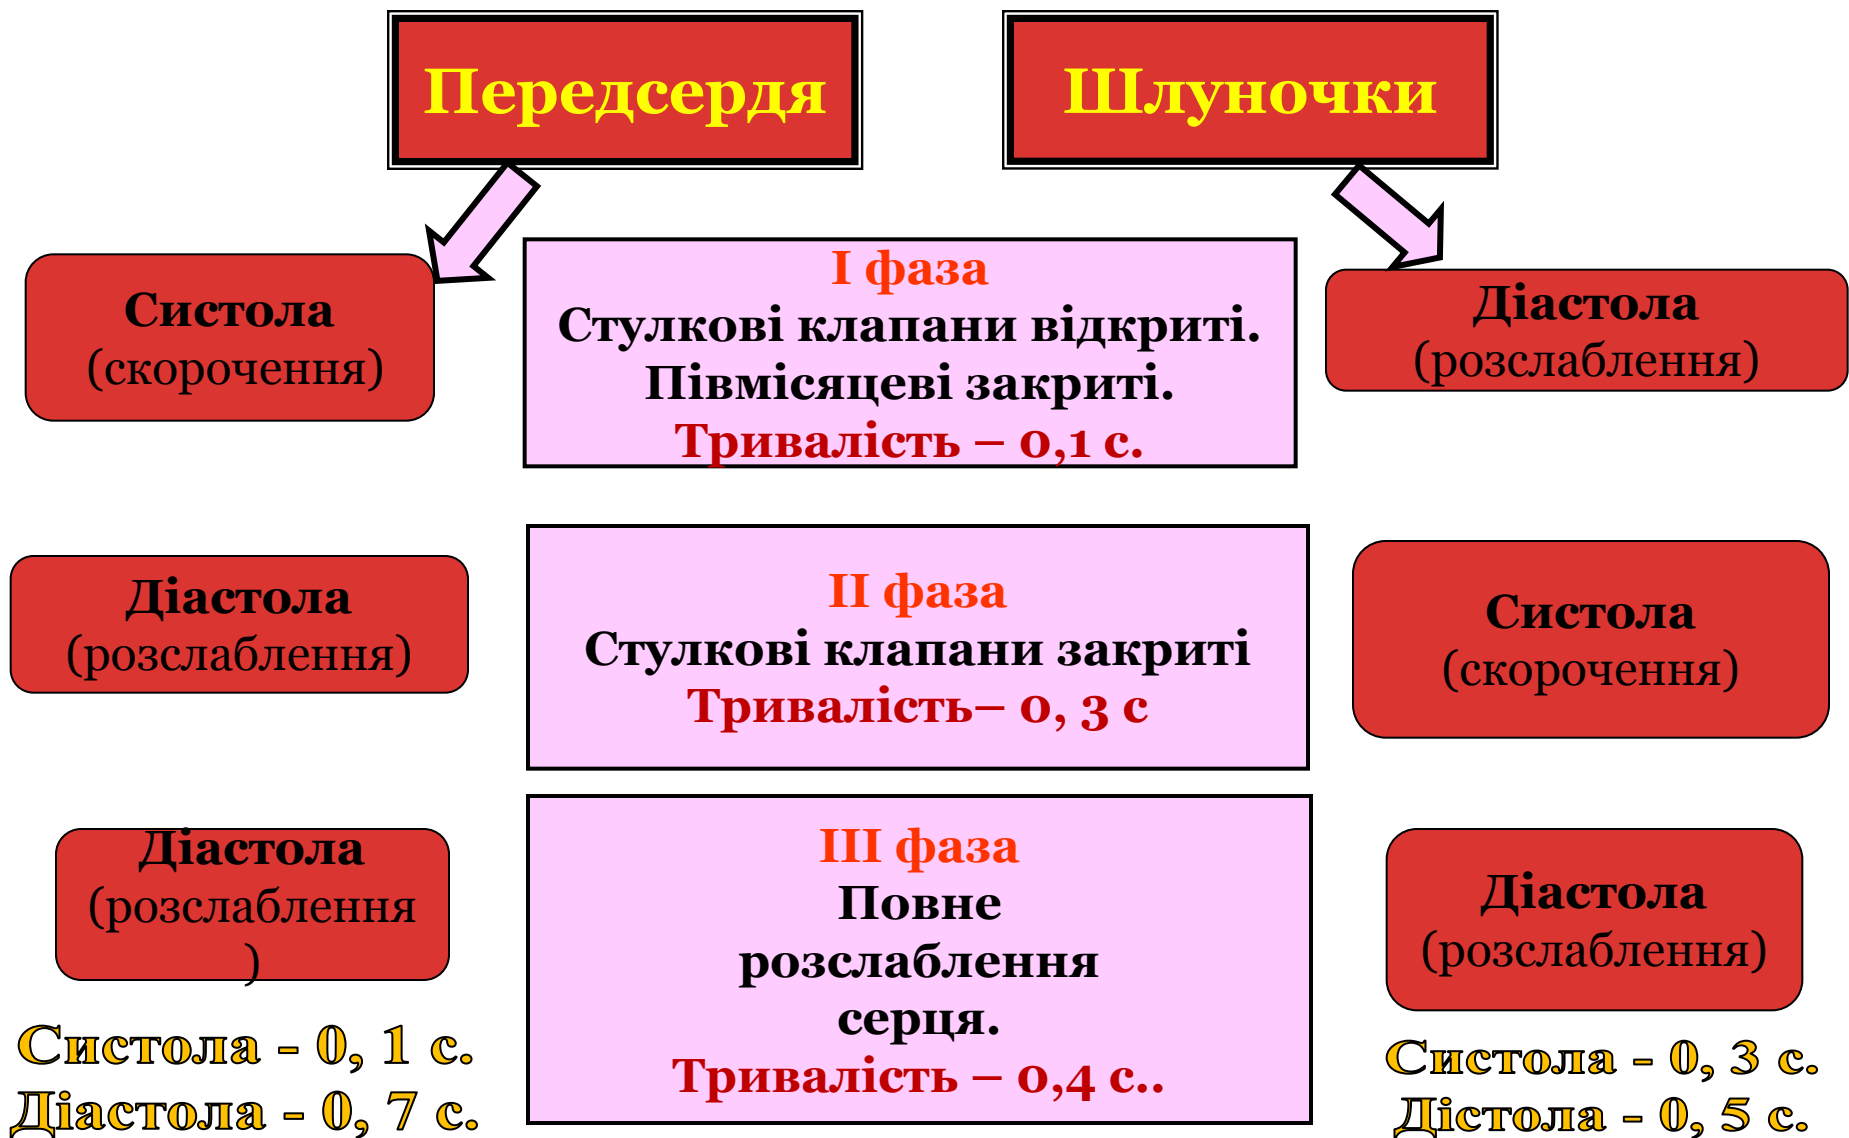 Передсердя
Шлуночки
Систола
(скорочення)
І фаза
Стулкові клапани відкриті.
Півмісяцеві закриті.
Тривалість – 0,1 с.
Діастола
(розслаблення)
Діастола
(розслаблення)
ІІ фаза
Стулкові клапани закриті
Тривалість– 0, 3 с
Систола
(скорочення)
Діастола
(розслаблення
)
ІІІ фаза
Повне
розслаблення
серця.
Тривалість – 0,4 с..
Діастола
(розслаблення)
Систола - 0, 1 с.
Діастола - 0, 7 с.
Систола - 0, 3 с.
Дістола - 0, 5 с.